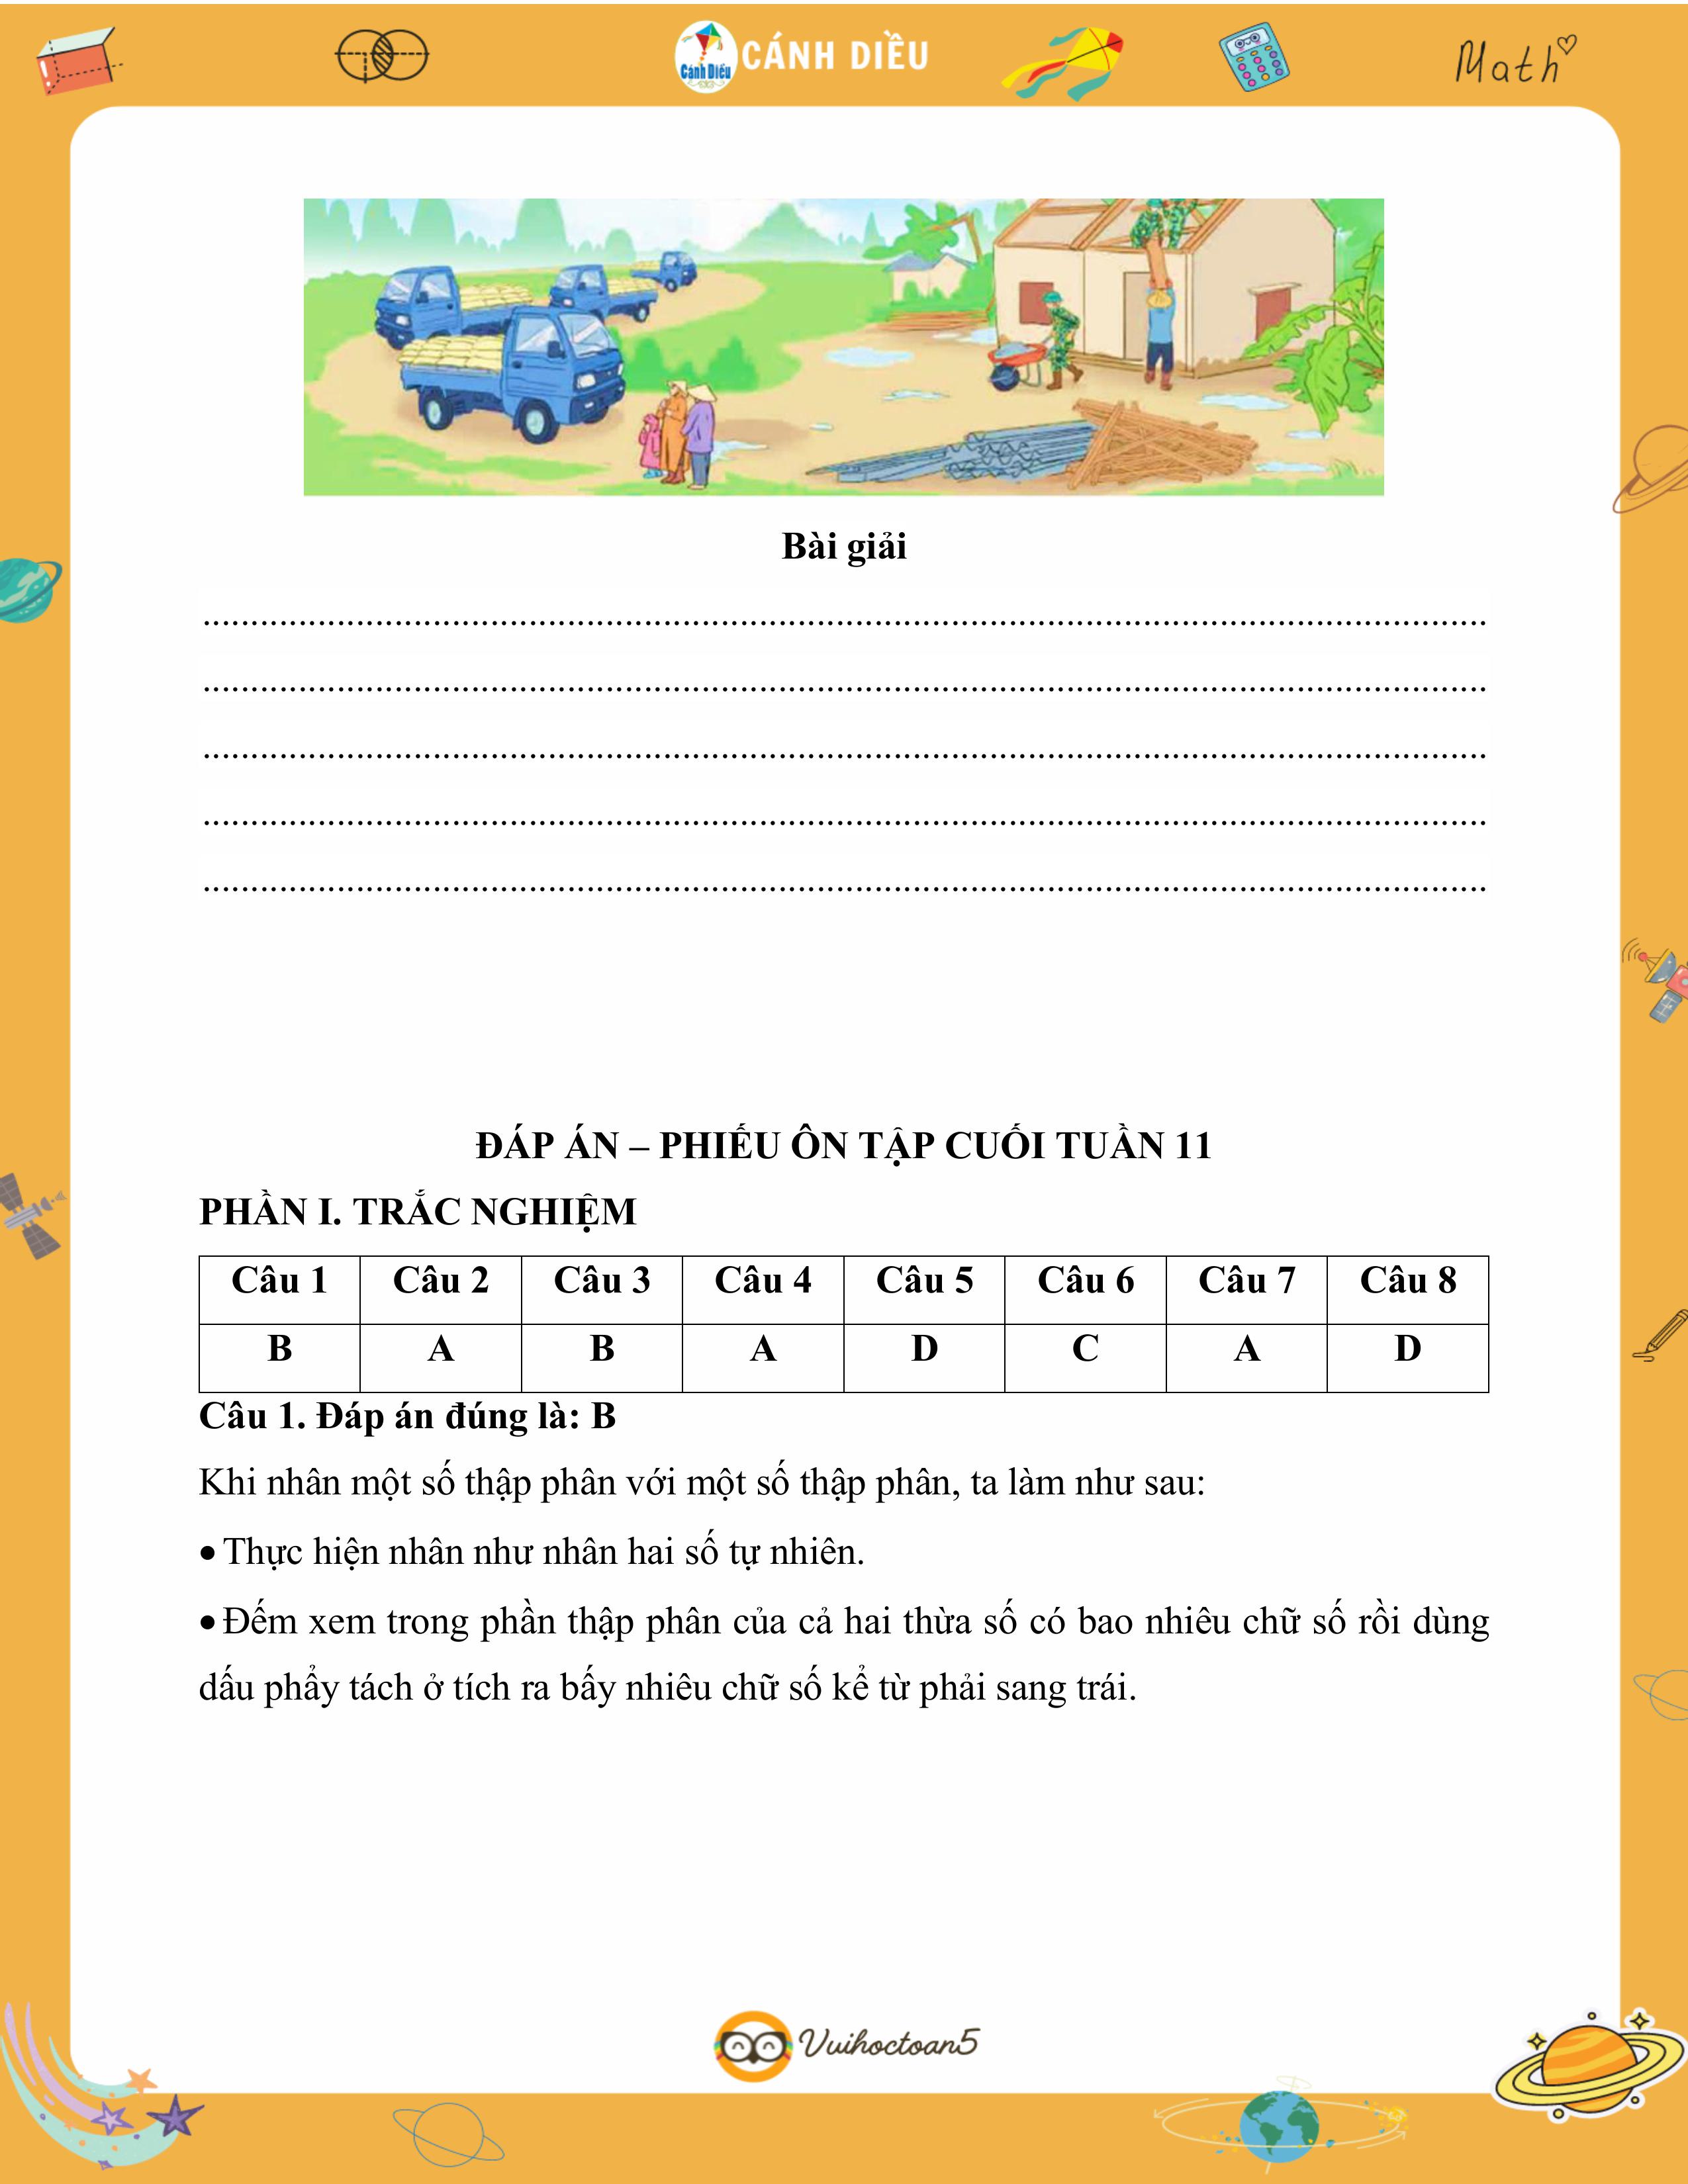 Cánh Diều
CÁNH DIỀU
Math
Bài giải
................................................................................
................................................................................
................................................................................
................................................................................
................................................................................
ĐÁP ÁN – PHIẾU ÔN TẬP CUỐI TUẦN 11
PHẦN I. TRẮC NGHIỆM
Câu 1 Câu 2 Câu 3 Câu 4 Câu 5 Câu 6 Câu 7 Câu 8
B A B A D C A D
Câu 1. Đáp án đúng là: B
Khi nhân một số thập phân với một số thập phân, ta làm như sau:
• Thực hiện nhân như nhân hai số tự nhiên.
• Đếm xem trong phần thập phân của cả hai thừa số có bao nhiêu chữ số rồi dùng
dấu phẩy tách ở tích ra bấy nhiêu chữ số kể từ phải sang trái.
Vuihoctoan5